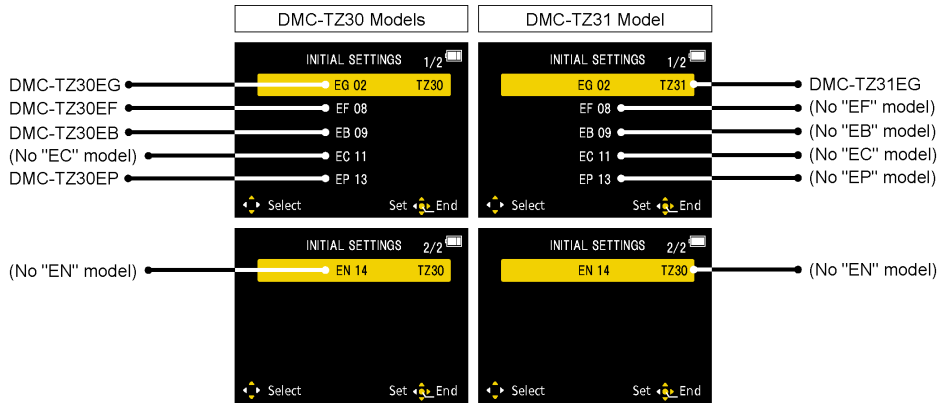 DMC-TZ30 Models
DMC-TZ31 Model
INITIAL SETTINGS 1/2
DMC-TZ30EG
EG 02 TZ30
DMC-TZ30EF
EF 08
DMC-TZ30EB
EB 09
(No "EC" model)
EC 11
DMC-TZ30EP
EP 13
Select Set End
INITIAL SETTINGS 1/2
EG 02 TZ31
DMC-TZ31EG
EF 08
(No "EF" model)
EB 09
(No "EB" model)
EC 11
(No "EC" model)
EP 13
(No "EP" model)
Select Set End
INITIAL SETTINGS 2/2
(No "EN" model)
EN 14 TZ30
Select Set End
INITIAL SETTINGS 2/2
EN 14 TZ30
(No "EN" model)
Select Set End